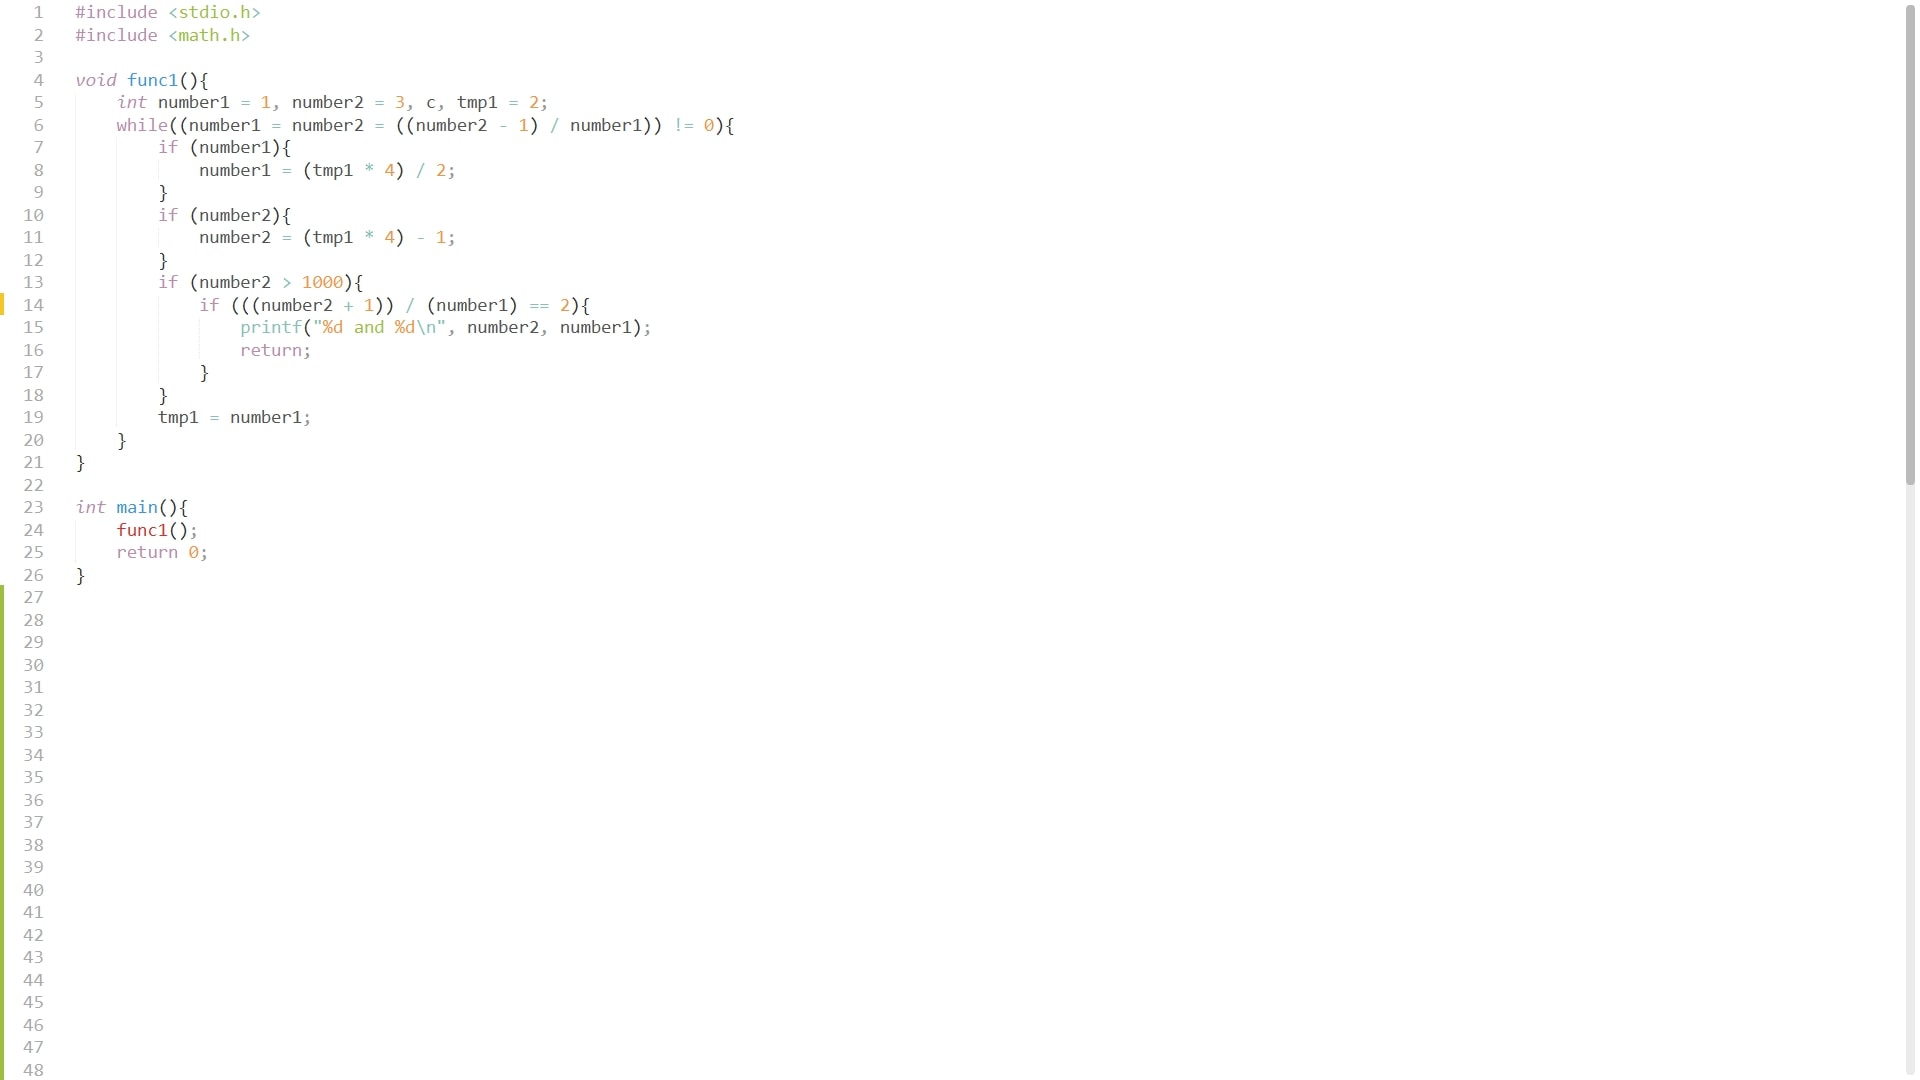 1 #include <stdio.h>
2 #include <math.h>
3
4 void func1(){
5     int number1 = 1, number2 = 3, c, tmp1 = 2;
6     while((number1 = number2 = ((number2 - 1) / number1)) != 0){
7         if (number1){
8             number1 = (tmp1 * 4) / 2;
9         }
10         if (number2){
11             number2 = (tmp1 * 4) - 1;
12         }
13         if (number2 > 1000){
14             if (((number2 + 1)) / (number1) == 2){
15                 printf("%d and %d\n", number2, number1);
16                 return;
17             }
18         }
19         tmp1 = number1;
20     }
21 }
22
23 int main(){
24     func1();
25     return 0;
26 }
27
28
29
30
31
32
33
34
35
36
37
38
39
40
41
42
43
44
45
46
47
48